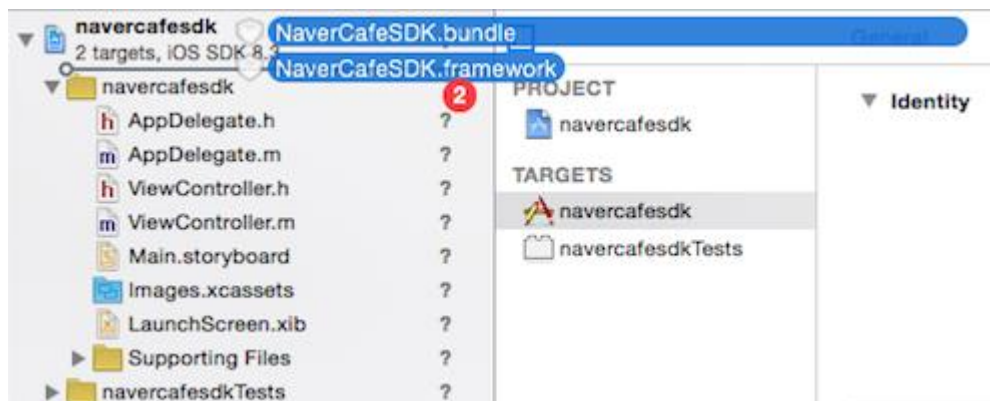 navercafesdk
2 targets, iOS SDK 8.3
NaverCafeSDK.bundle
NaverCafeSDK.framework
2
navercafesdk
h AppDelegate.h ?
m AppDelegate.m ?
h ViewController.h ?
m ViewController.m ?
Main.storyboard ?
Images.xcassets ?
LaunchScreen.xib ?
Supporting Files ?
navercafesdkTests ?
PROJECT
navercafesdk
TARGETS
navercafesdk
navercafesdkTests
General
Identity